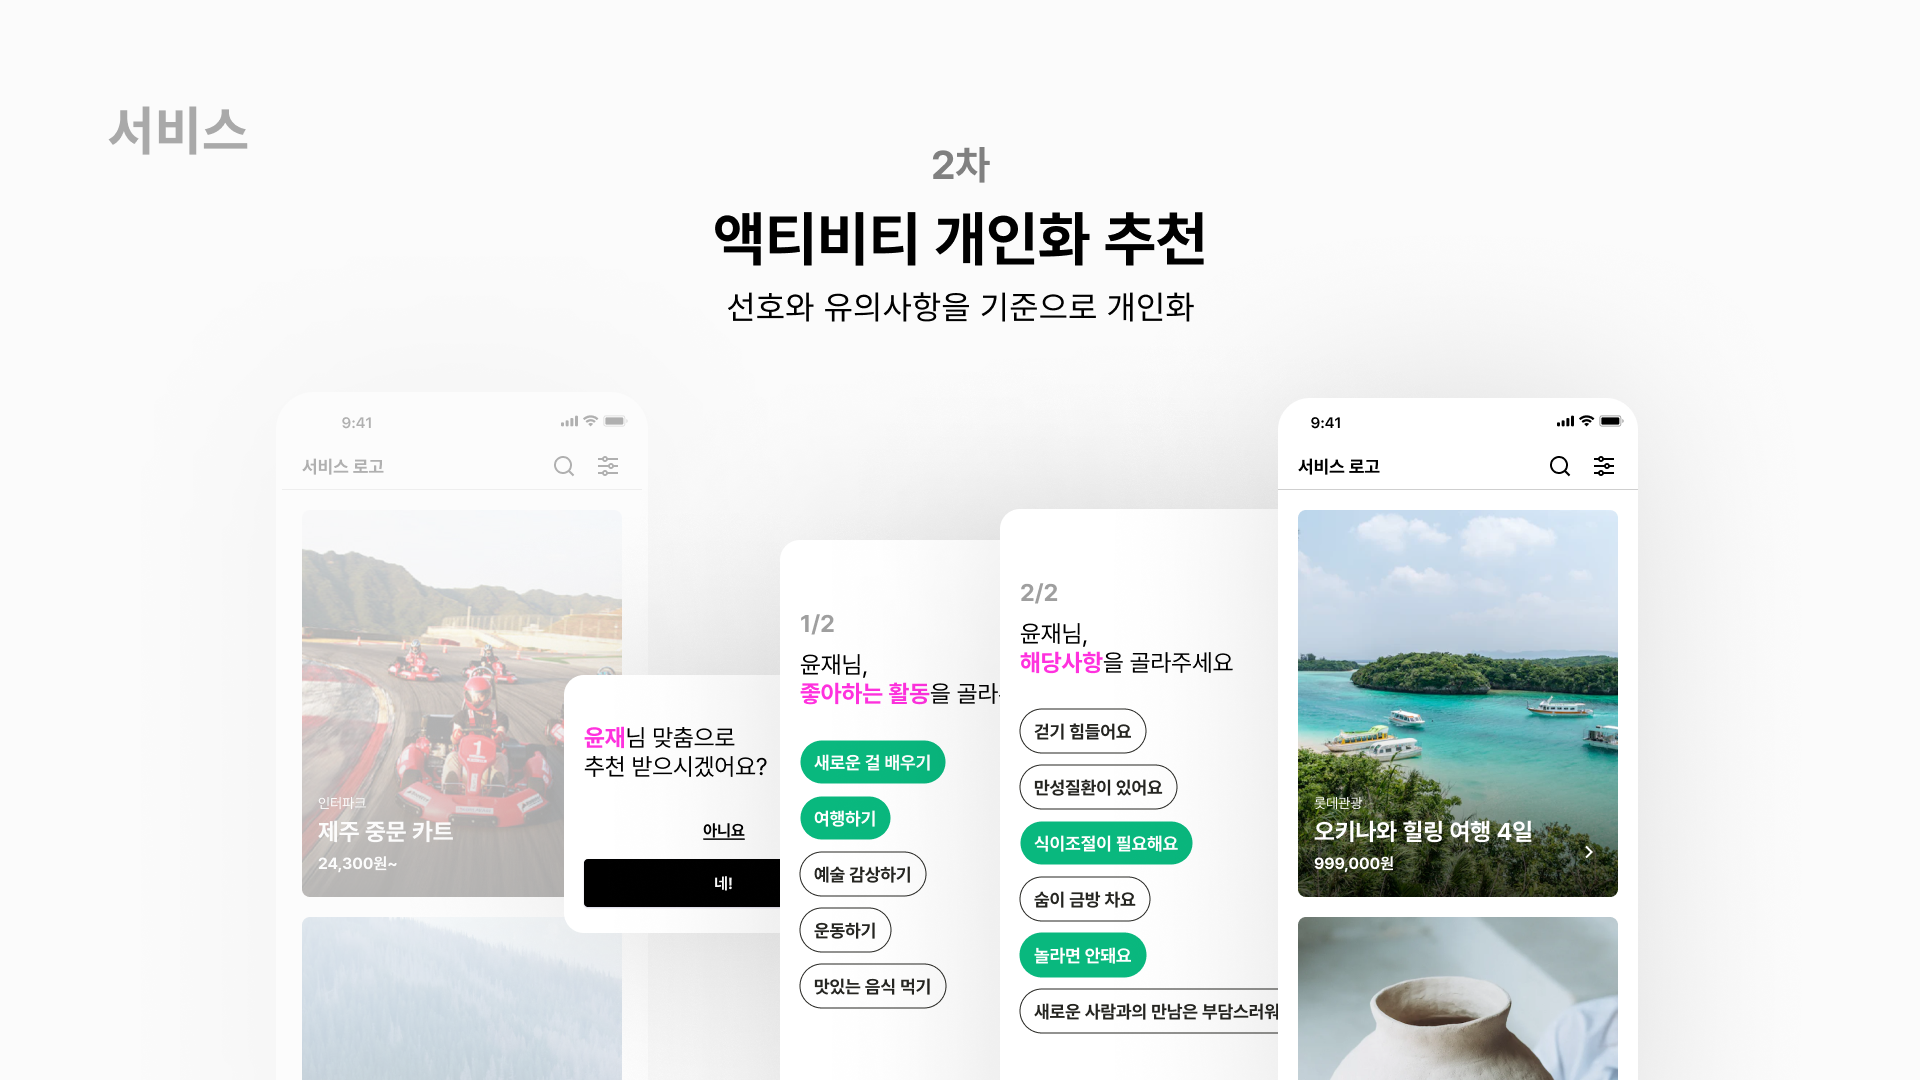 서비스
2차
액티비티 개인화 추천
선호와 유의사항을 기준으로 개인화
9:41
서비스 로고
인터파크
제주 중문 카트
24,300원~
윤재님 맞춤으로
추천 받으시겠어요?
아니요
네!
1/2
윤재님,
좋아하는 활동을 골라
새로운 걸 배우기
여행하기
예술 감상하기
운동하기
맛있는 음식 먹기
2/2
윤재님,
해당사항을 골라주세요
걷기 힘들어요
만성질환이 있어요
식이조절이 필요해요
숨이 금방 차요
놀라면 안돼요
새로운 사람과의 만남은 부담스러워
9:41
서비스 로고
롯데관광
오키나와 힐링 여행 4일
999,000원